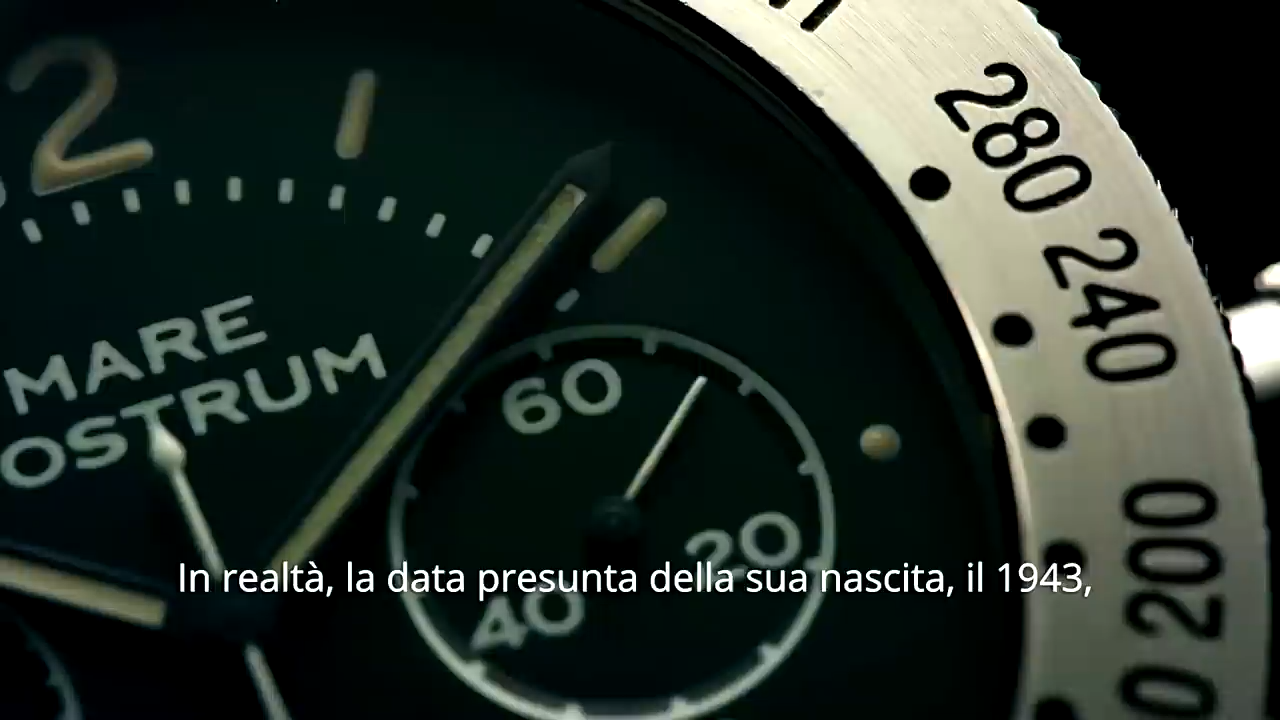 2
280
240
MARE
OSTRUM
60
200
20
40
In realtà, la data presunta della sua nascita, il 1943,